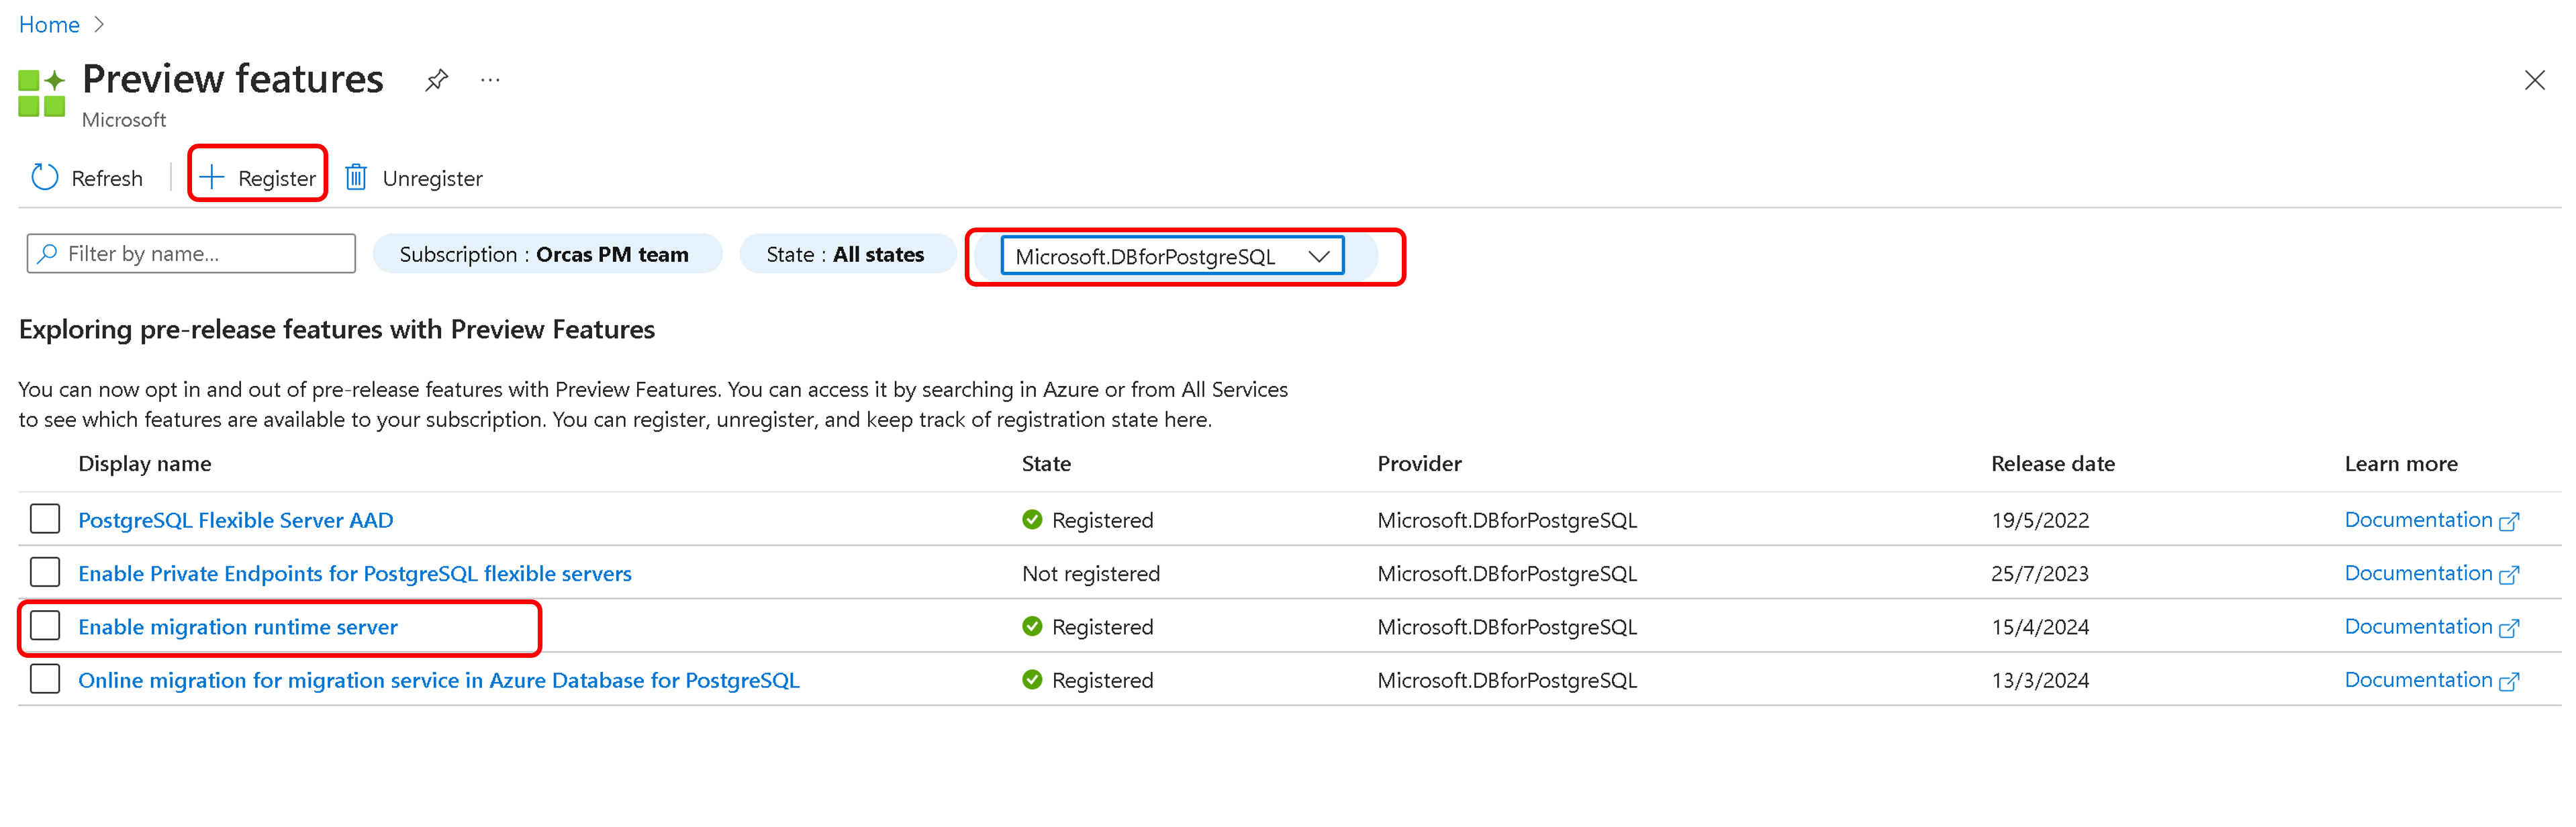 Home
Preview features
Microsoft
Refresh Register Unregister
Filter by name... Subscription : Orcas PM team State : All states Microsoft.DBforPostgreSQL
Exploring pre-release features with Preview Features
You can now opt in and out of pre-release features with Preview Features. You can access it by searching in Azure or from All Services
to see which features are available to your subscription. You can register, unregister, and keep track of registration state here.
Display name State Provider Release date Learn more
PostgreSQL Flexible Server AAD Registered Microsoft.DBforPostgreSQL 19/5/2022 Documentation
Enable Private Endpoints for PostgreSQL flexible servers Not registered Microsoft.DBforPostgreSQL 25/7/2023 Documentation
Enable migration runtime server Registered Microsoft.DBforPostgreSQL 15/4/2024 Documentation
Online migration for migration service in Azure Database for PostgreSQL Registered Microsoft.DBforPostgreSQL 13/3/2024 Documentation